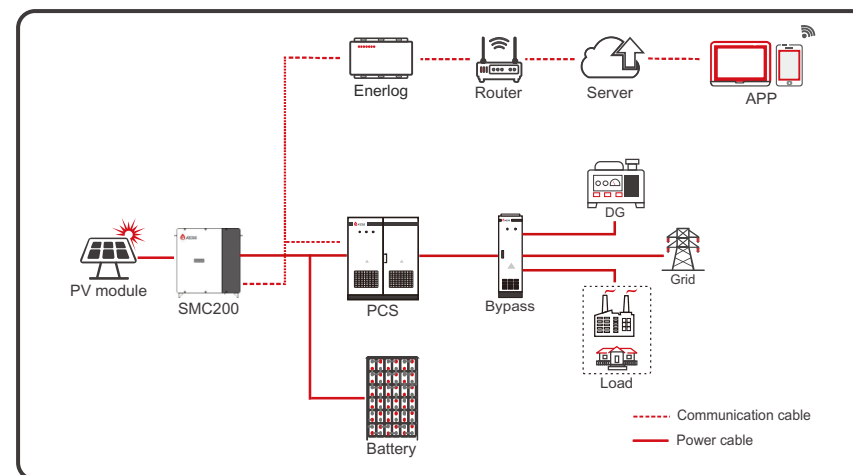 Enerlog
Router
Server
APP
DG
PV module
SMC200
PCS
Bypass
Grid
Load
Battery
Communication cable
Power cable